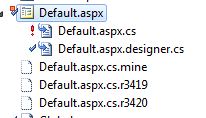 Default.aspx
Default.aspx.cs
Default.aspx.designer.cs
Default.aspx.cs.mine
Default.aspx.cs.r3419
Default.aspx.cs.r3420